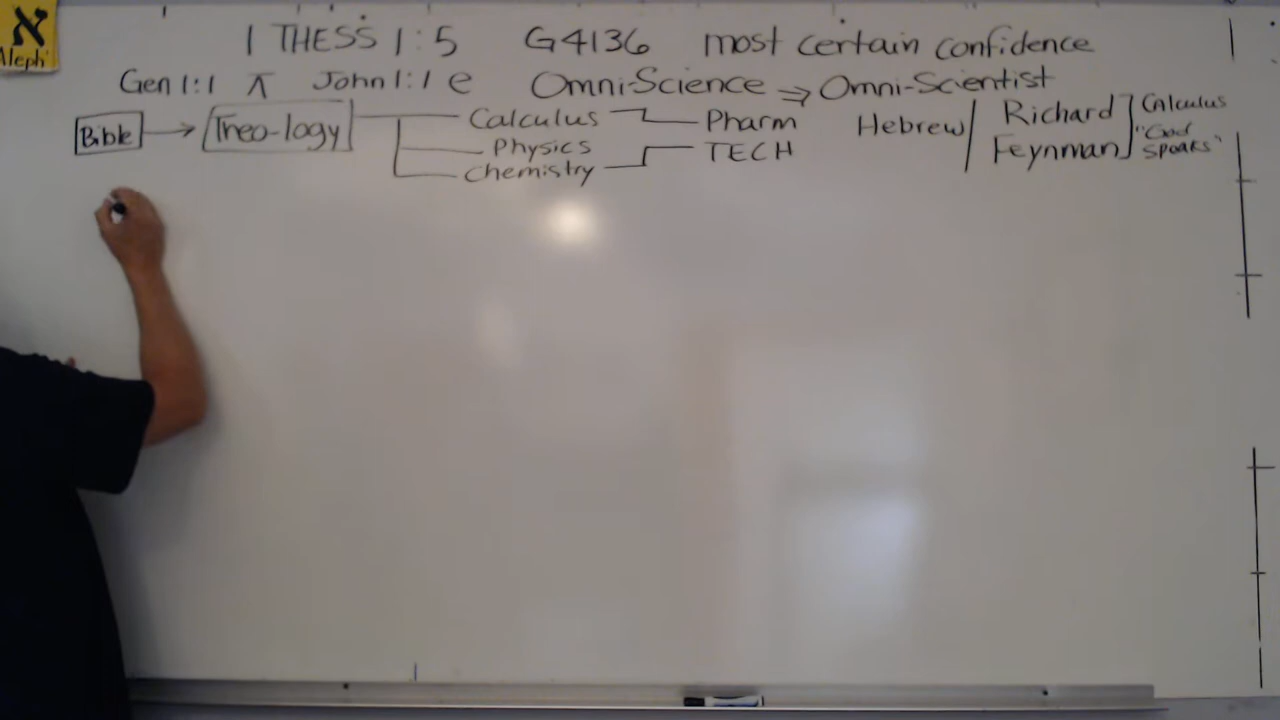 א
Aleph
1 THESS 1:5 G4136 most certain confidence
Gen 1:1 π John 1:1 e Omni-Science ⇒ Omni-Scientist
Bible → Theo-logy Calculus Pharm Hebrew / Richard Calculus
Physics TECH Feynman "God
Chemistry Speaks"